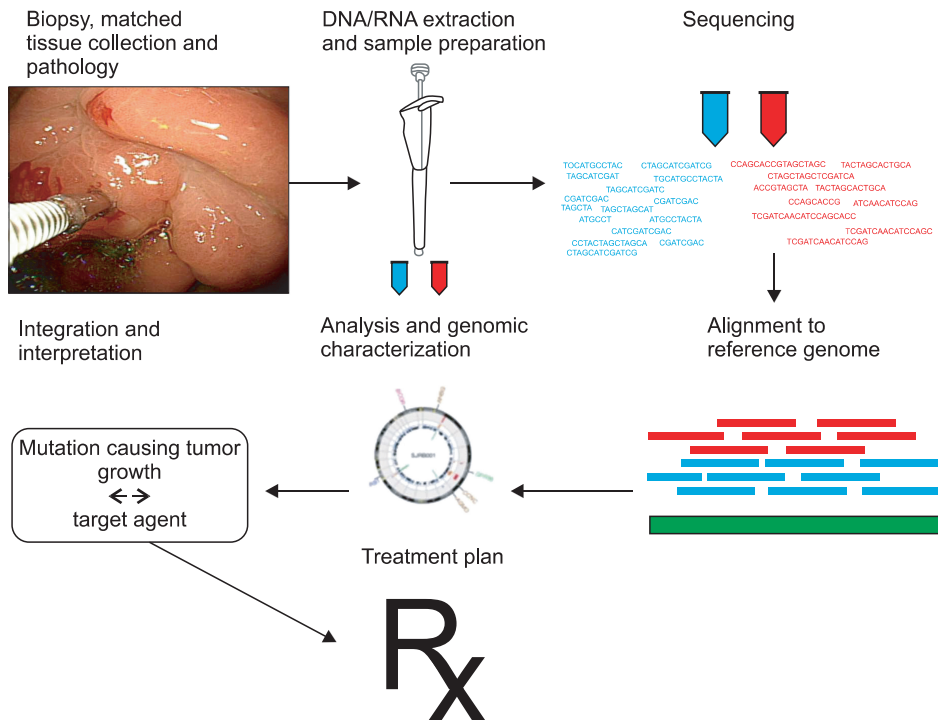 Biopsy, matched
tissue collection and
pathology
DNA/RNA extraction
and sample preparation
Sequencing
TOCATGCCTAC
CTAGCATCGATCG
TAGCATCGAT
TGCATGCCTACTA
TAGCATCGATC
CGATCGAC
CGATCGAC
TAGCTA
TAGCTAGCAT
ATGCCT
ATGCCTACTA
CATCGATCGAC
CCTACTAGCTAGCA
CGATCGAC
CTAGCATCGATCG
CCAGCACCGTAGCTAGC
TACTAGCACTGCA
CTAGCTAGCTCGATCA
ACCGTAGCTA
TACTAGCACTGCA
CCAGCACCG
ATCAACATCCAG
TCGATCAACATCCAGCACC
TCGATCAACATCCAGC
TCGATCAACATCCAG
Integration and
interpretation
Analysis and genomic
characterization
Alignment to
reference genome
Mutation causing tumor
growth
target agent
Treatment plan
Rx